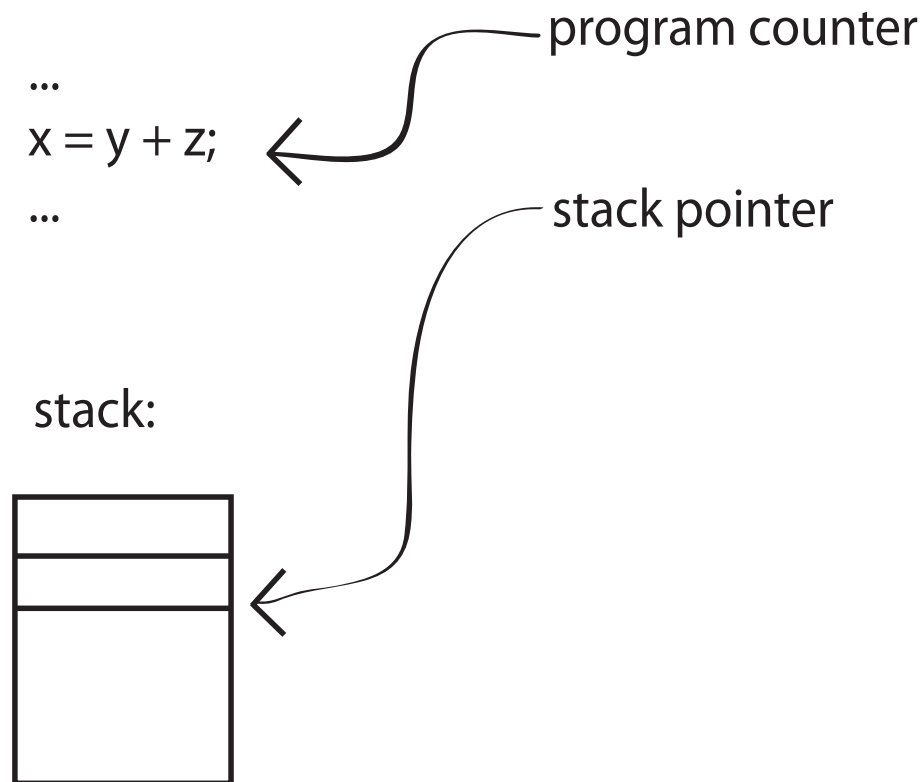 program counter
...
x = y + z;
...
stack pointer
stack: